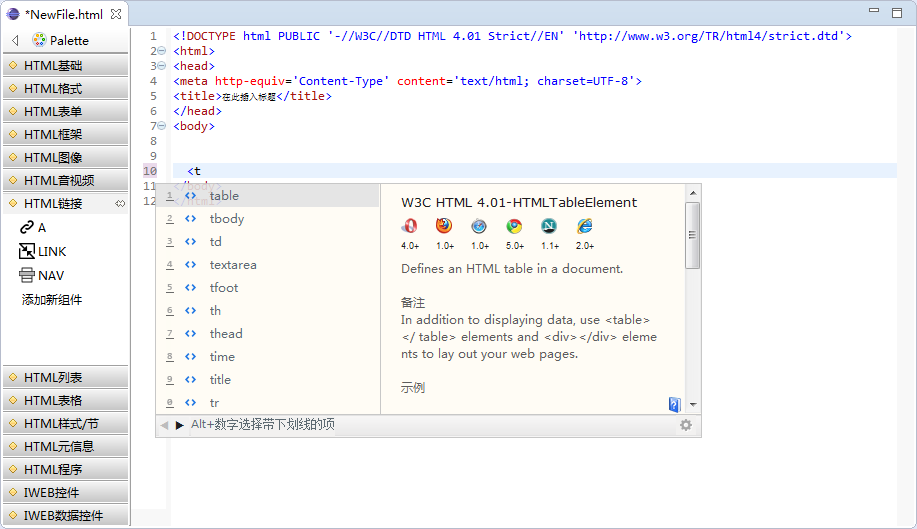 *NewFile.html
Palette
HTML基础
HTML格式
HTML表单
HTML框架
HTML图像
HTML音视频
HTML链接
A
LINK
NAV
添加新组件
HTML列表
HTML表格
HTML样式/节
HTML元信息
HTML程序
IWEB控件
IWEB数据控件
1 <!DOCTYPE html PUBLIC '-//W3C//DTD HTML 4.01 Strict//EN' 'http://www.w3.org/TR/html4/strict.dtd'>
2 <html>
3 <head>
4 <meta http-equiv='Content-Type' content='text/html; charset=UTF-8'>
5 <title>在此插入标题</title>
6 </head>
7 <body>
8
9
10 <t
11 </body>
12 </html>
1 table
2 tbody
3 td
4 textarea
5 tfoot
6 th
7 thead
8 time
9 title
0 tr
Alt+数字选择带下划线的项
W3C HTML 4.01-HTMLTableElement
4.0+ 1.0+ 1.0+ 5.0+ 1.1+ 2.0+
Defines an HTML table in a document.
备注
In addition to displaying data, use <table>
</ table> elements and <div></div> eleme
nts to lay out your web pages.
示例